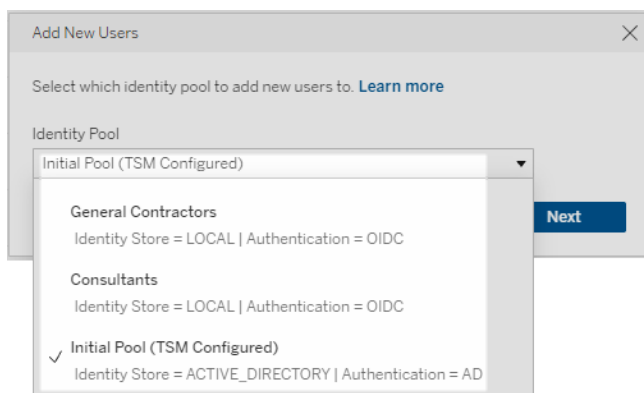 Add New Users
Select which identity pool to add new users to. Learn more
Identity Pool
Initial Pool (TSM Configured)
Next
General Contractors
Identity Store = LOCAL | Authentication = OIDC
Consultants
Identity Store = LOCAL | Authentication = OIDC
Initial Pool (TSM Configured)
Identity Store = ACTIVE_DIRECTORY | Authentication = AD